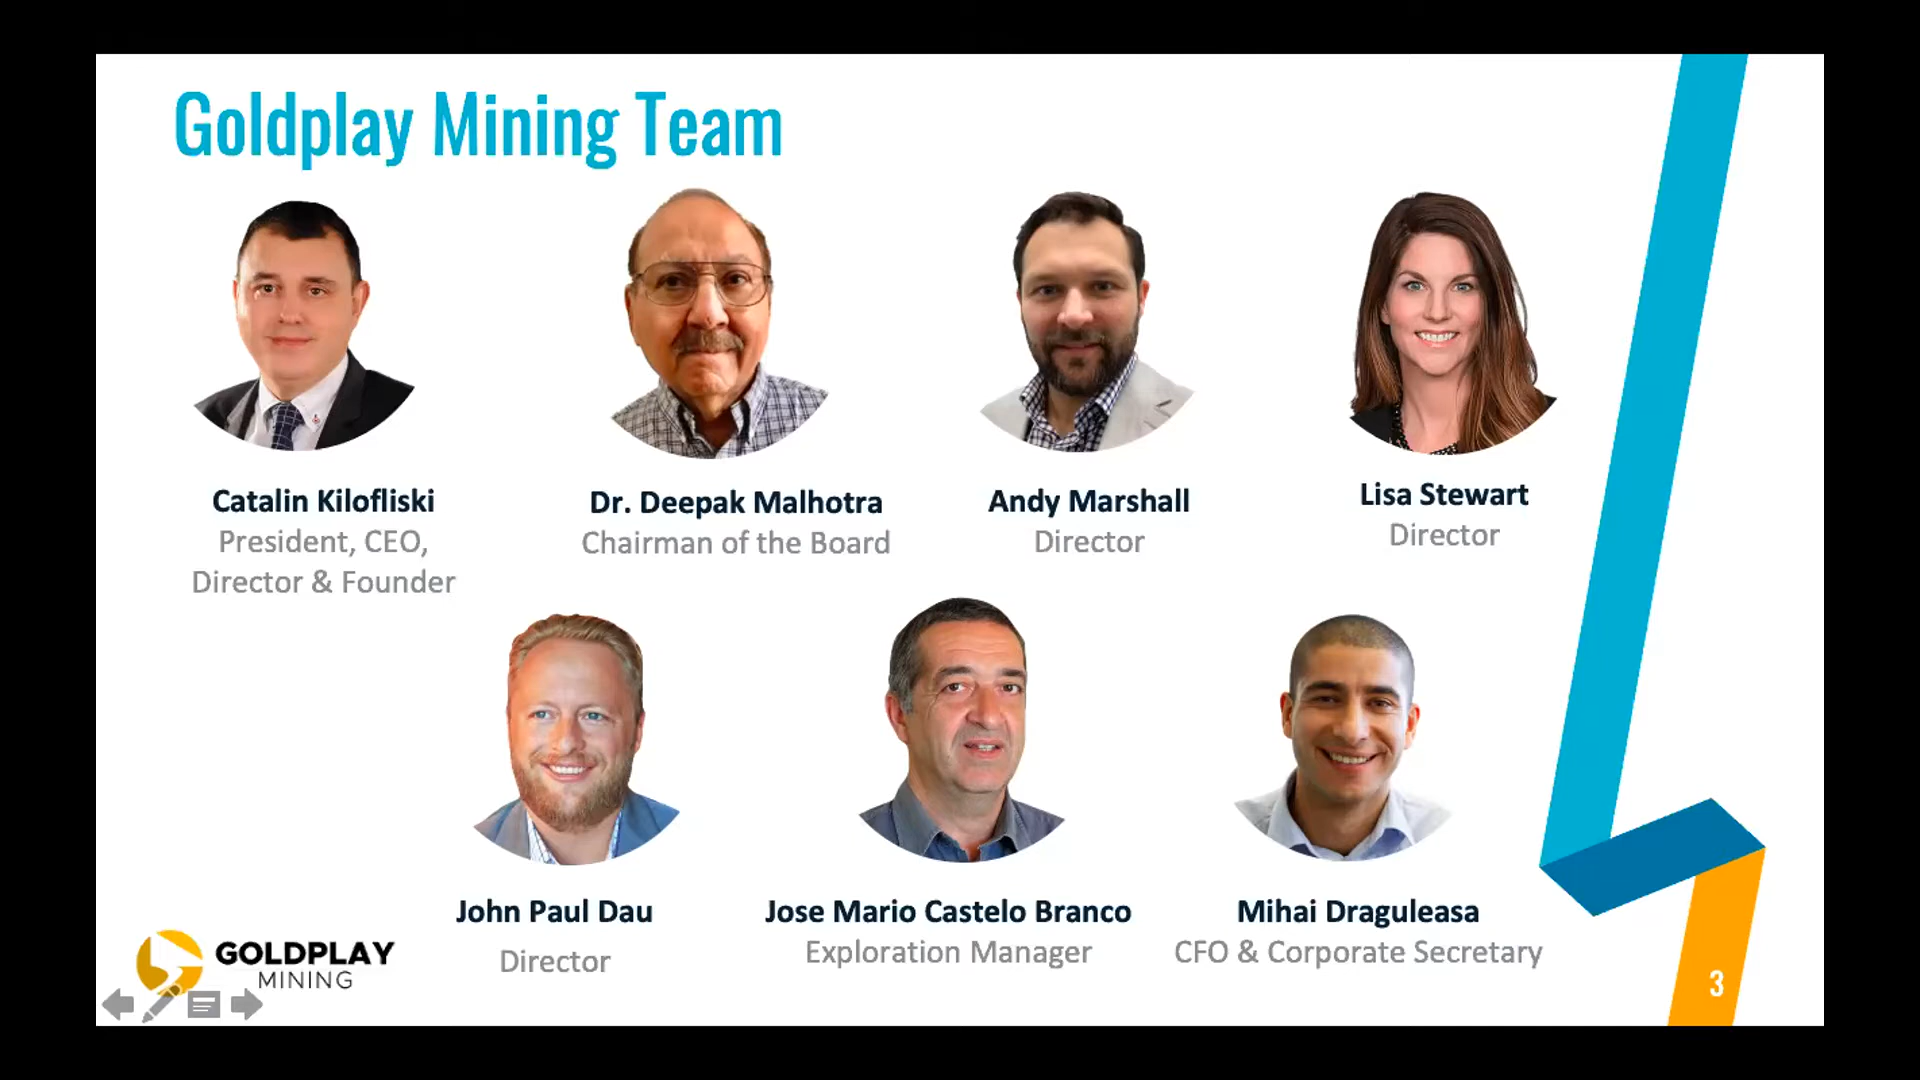 Goldplay Mining Team
Catalin Kilofliski
President, CEO,
Director & Founder
Dr. Deepak Malhotra
Chairman of the Board
Andy Marshall
Director
Lisa Stewart
Director
John Paul Dau
Director
Jose Mario Castelo Branco
Exploration Manager
Mihai Draguleasa
CFO & Corporate Secretary
GOLDPLAY
MINING
3